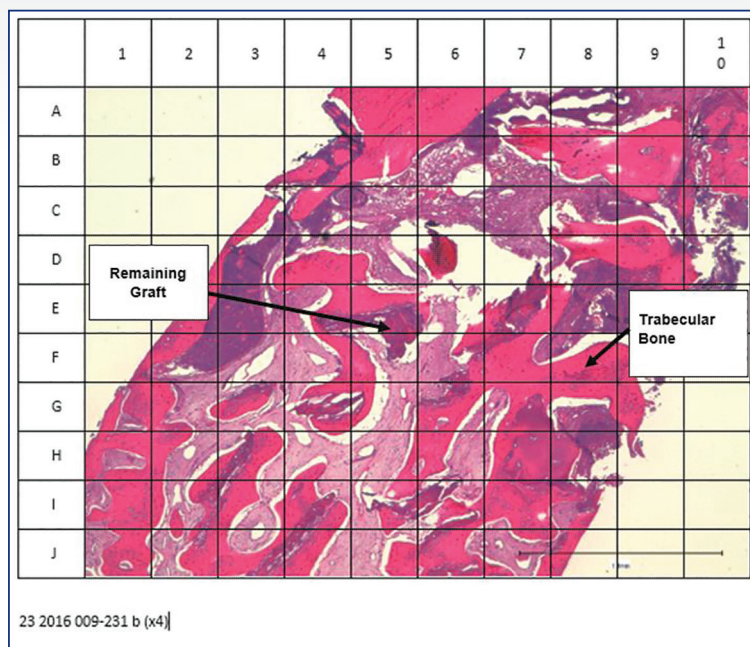 1 2 3 4 5 6 7 8 9 1
0
A
B
C
D
Remaining
Graft
E
Trabecular
Bone
F
G
H
I
J
23 2016 009-231 b (x4)